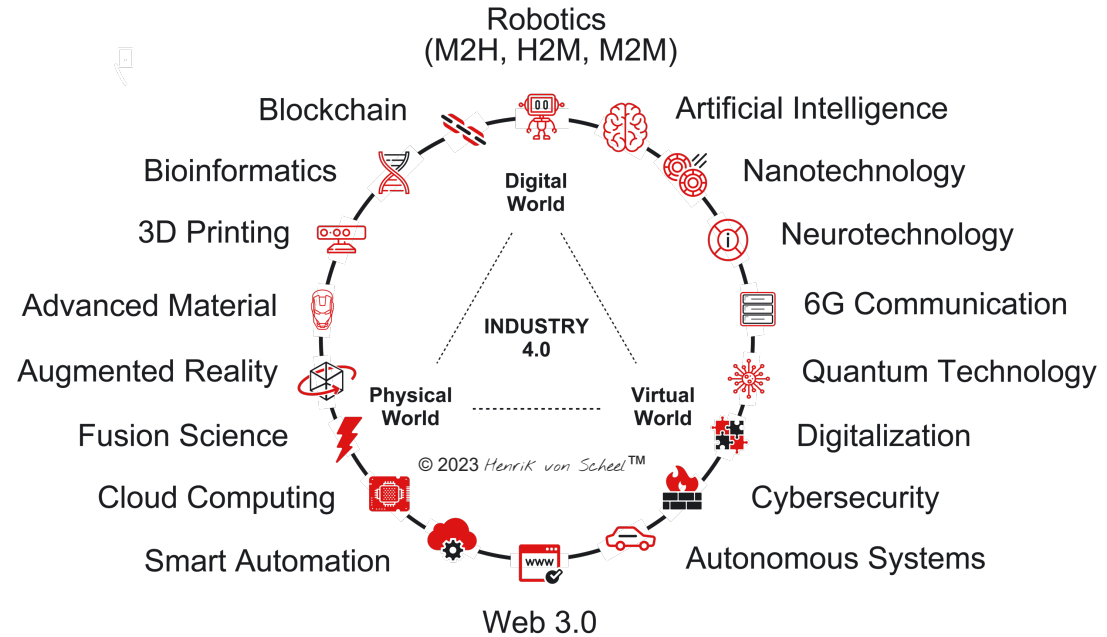 Robotics
(M2H, H2M, M2M)
Blockchain
Artificial Intelligence
Bioinformatics
Nanotechnology
Digital
World
3D Printing
Neurotechnology
Advanced Material
6G Communication
INDUSTRY
4.0
Augmented Reality
Quantum Technology
Physical
World
Virtual
World
Fusion Science
Digitalization
© 2023 Henrik von Scheel™
Cloud Computing
Cybersecurity
Smart Automation
Autonomous Systems
www
Web 3.0